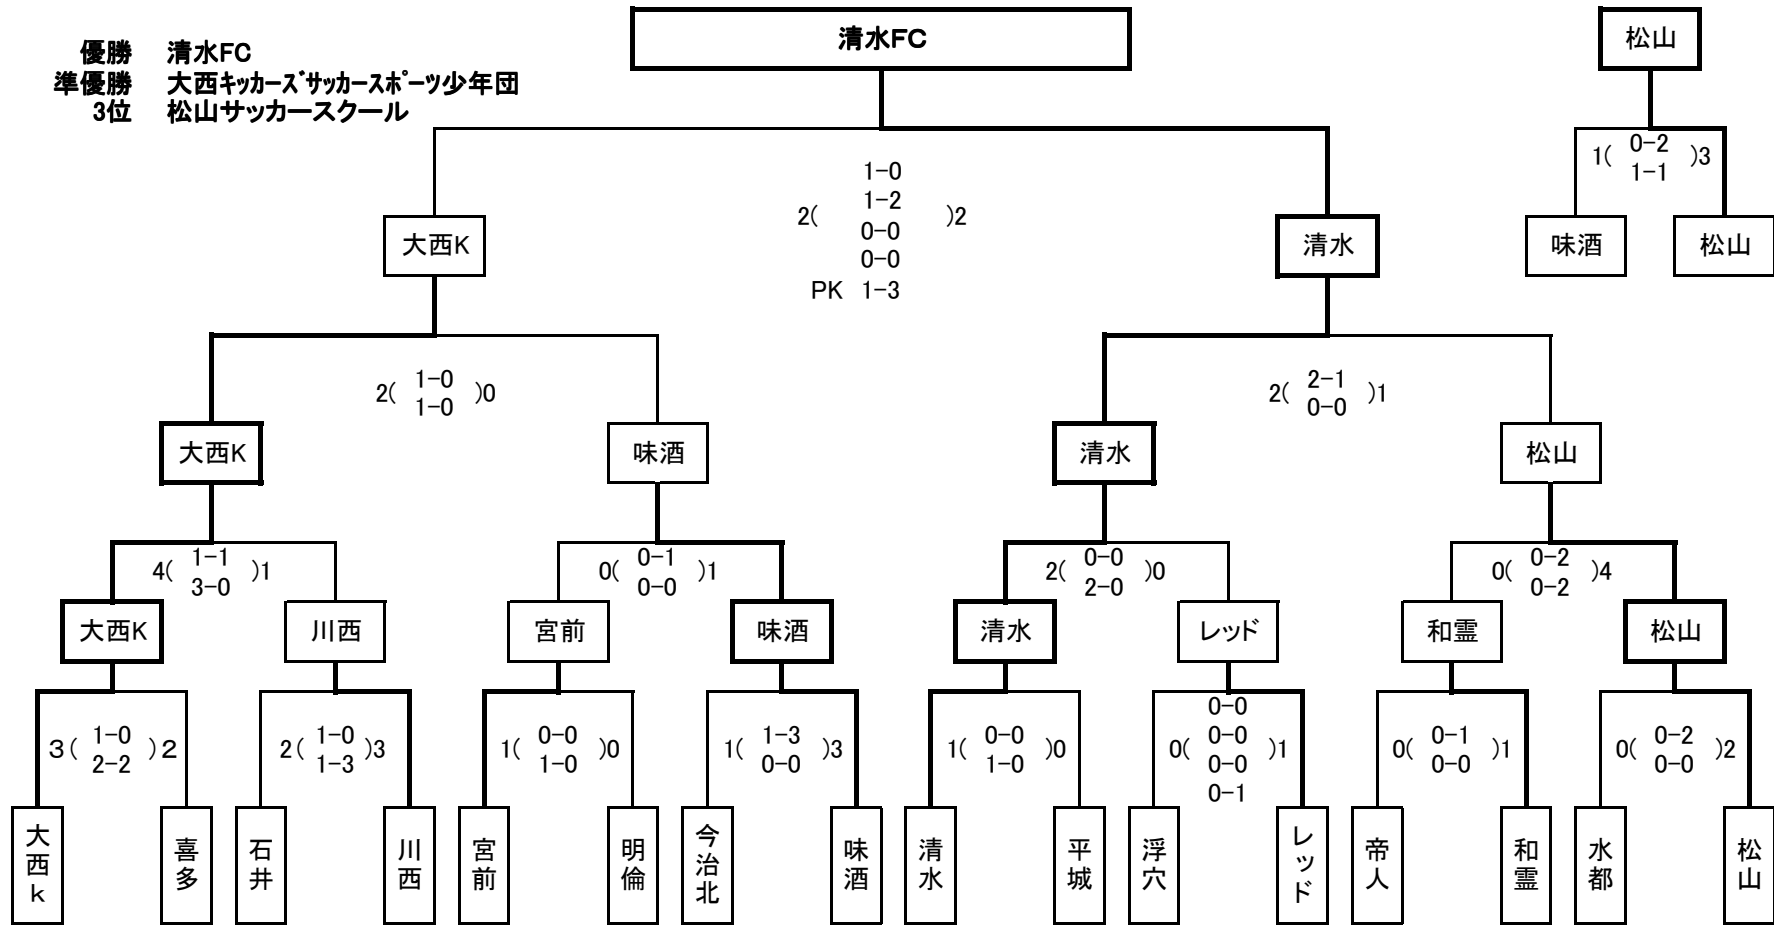 清水FC
松山
優勝 清水FC
準優勝 大西ｷｯｶｰｽﾞｻｯｶｰｽﾎﾟｰﾂ少年団
3位 松山サッカースクール
1(
0-2
1-1
)3
味酒
松山
2(
1-0
1-2
0-0
0-0
)2
PK 1-3
大西K
清水
2(
1-0
1-0
)0
2(
2-1
0-0
)1
大西K
味酒
清水
松山
4(
1-1
3-0
)1
0(
0-1
0-0
)1
2(
0-0
2-0
)0
0(
0-2
0-2
)4
大西K
川西
宮前
味酒
清水
レッド
和霊
松山
３(
1-0
2-2
)２
2(
1-0
1-3
)3
1(
0-0
1-0
)0
1(
1-3
0-0
)3
1(
0-0
1-0
)0
0(
0-0
0-0
0-0
0-1
)1
0(
0-1
0-0
)1
0(
0-2
0-0
)2
大西ｋ
喜多
石井
川西
宮前
明倫
今治北
味酒
清水
平城
浮穴
レッド
帝人
和霊
水都
松山